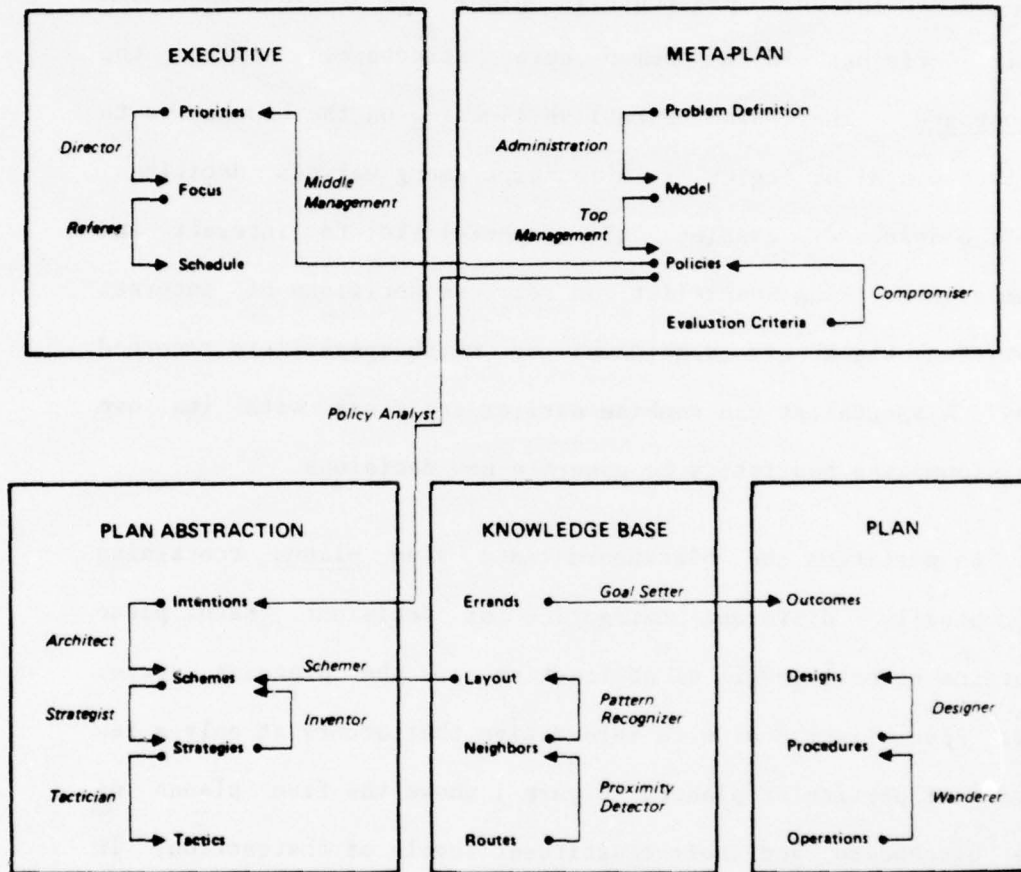 EXECUTIVE
Priorities
Director
Focus
Middle
Management
Referee
Schedule
META-PLAN
Problem Definition
Administration
Model
Top
Management
Policies
Compromiser
Evaluation Criteria
Policy Analyst
PLAN ABSTRACTION
Intentions
Architect
Schemes
Schemer
Strategist
Inventor
Strategies
Tactician
Tactics
KNOWLEDGE BASE
Errands
Goal Setter
Layout
Pattern
Recognizer
Neighbors
Proximity
Detector
Routes
PLAN
Outcomes
Designs
Designer
Procedures
Wanderer
Operations